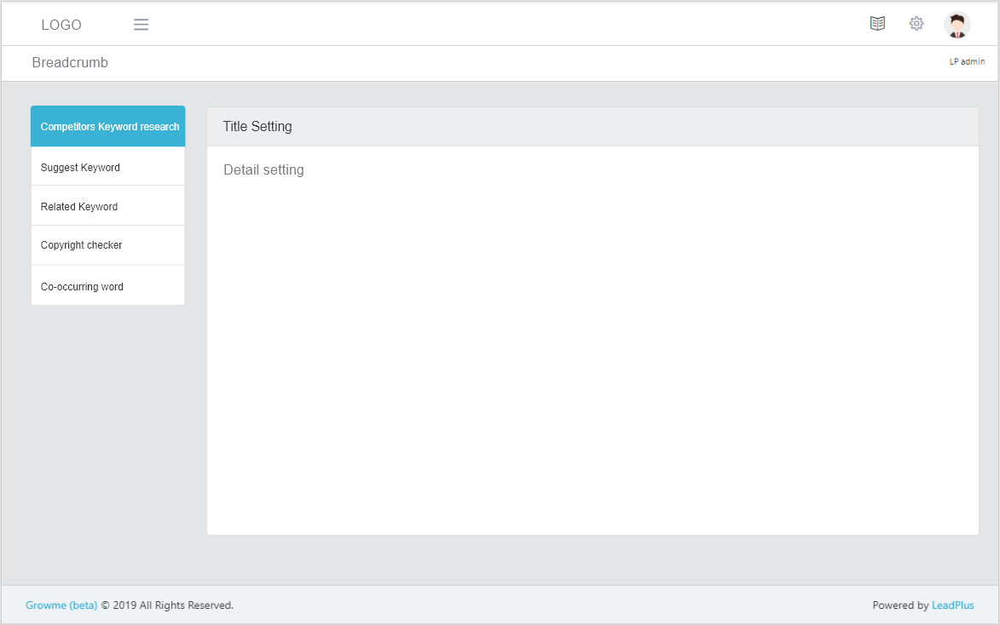 LOGO
Breadcrumb
LP admin
Competitors Keyword research
Suggest Keyword
Related Keyword
Copyright checker
Co-occurring word
Title Setting
Detail setting
Growme (beta) © 2019 All Rights Reserved.
Powered by LeadPlus